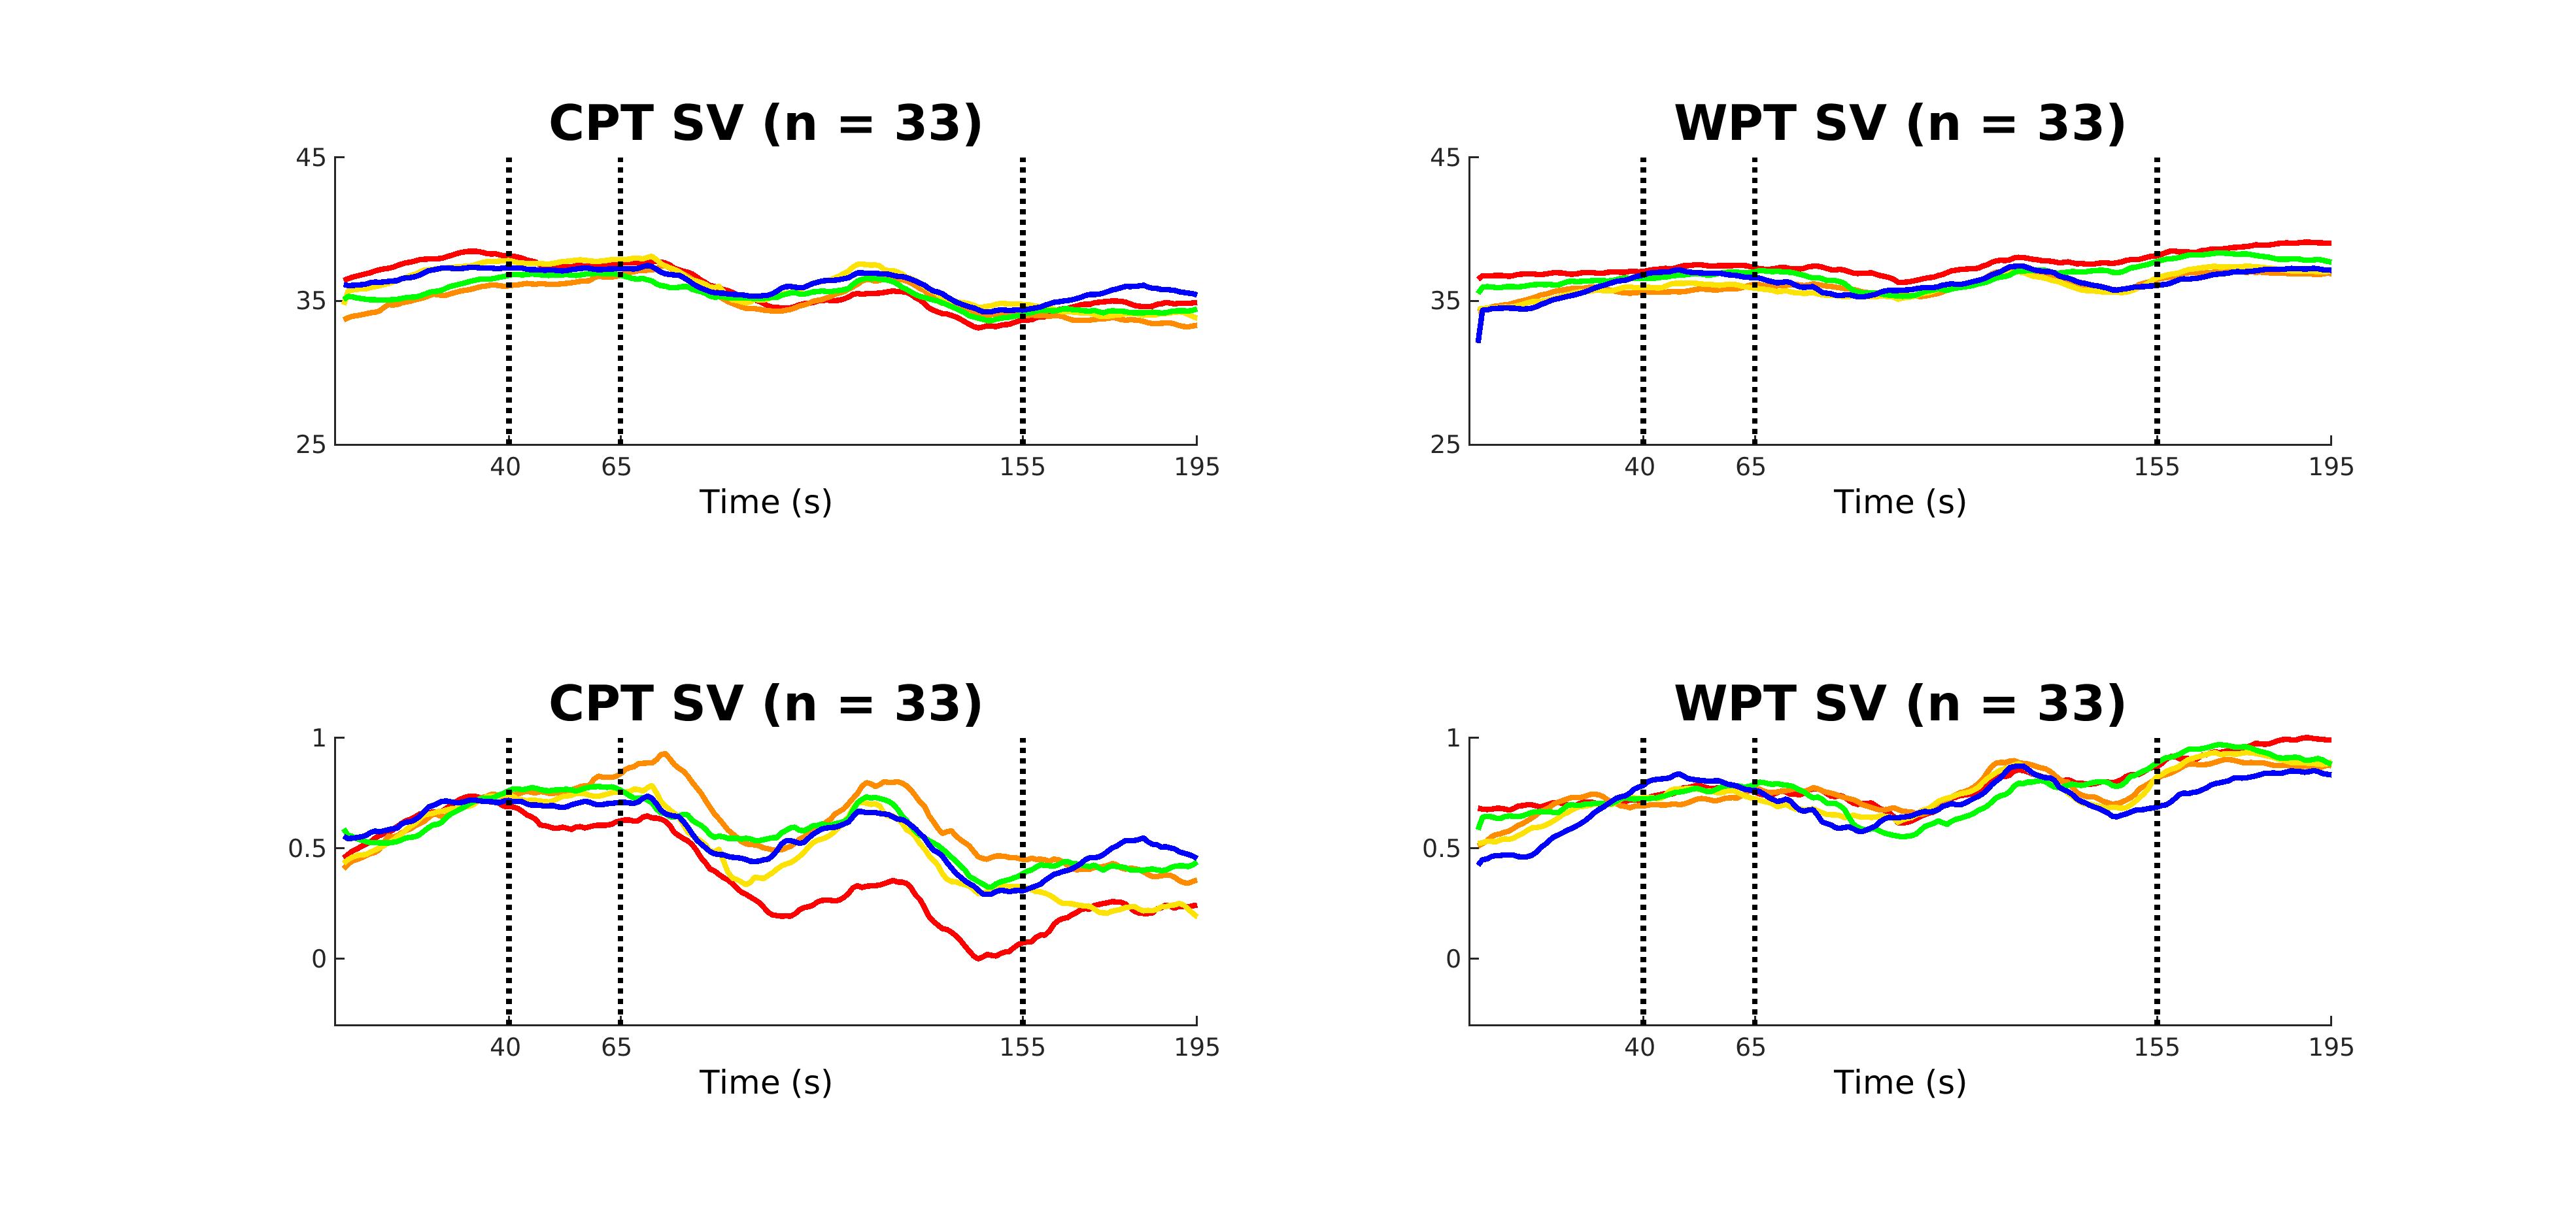 CPT SV (n = 33)
45
35
25
40 65 155 195
Time (s)
WPT SV (n = 33)
45
35
25
40 65 155 195
Time (s)
CPT SV (n = 33)
1
0.5
0
40 65 155 195
Time (s)
WPT SV (n = 33)
1
0.5
0
40 65 155 195
Time (s)